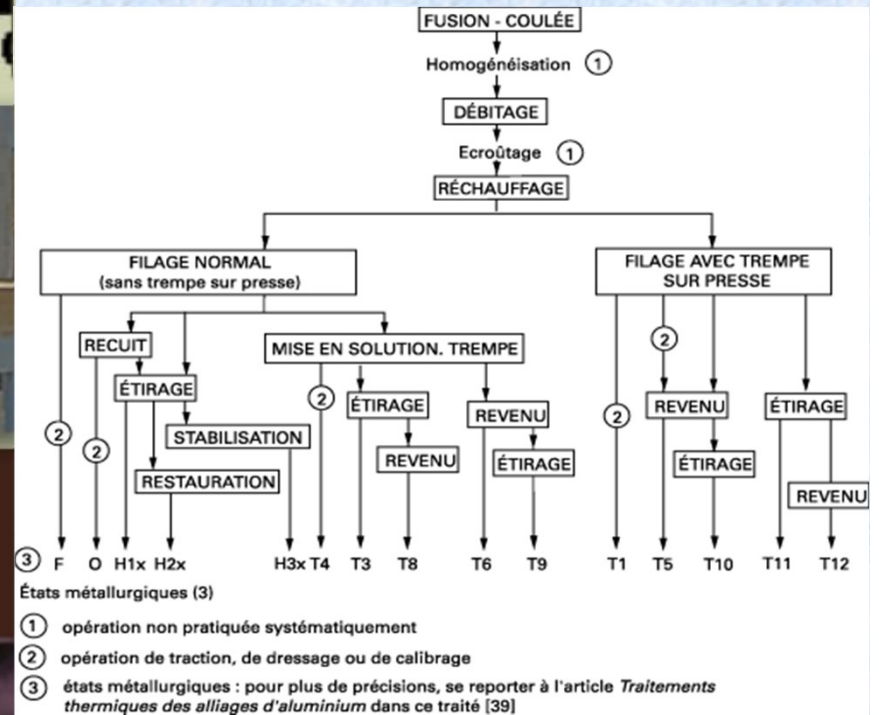 FUSION - COULÉE
Homogénéisation ①
DÉBITAGE
Ecroûtage ①
RÉCHAUFFAGE
FILAGE NORMAL
(sans trempe sur presse)
FILAGE AVEC TREMPE
SUR PRESSE
RECUIT
MISE EN SOLUTION. TREMPE
②
ÉTIRAGE
②
ÉTIRAGE
REVENU
②
REVENU
ÉTIRAGE
②
②
STABILISATION
REVENU
ÉTIRAGE
ÉTIRAGE
RESTAURATION
REVENU
③ F O H1x H2x H3x T4 T3 T8 T6 T9 T1 T5 T10 T11 T12
États métallurgiques (3)
① opération non pratiquée systématiquement
② opération de traction, de dressage ou de calibrage
③ états métallurgiques : pour plus de précisions, se reporter à l'article Traitements
thermiques des alliages d'aluminium dans ce traité [39]
②